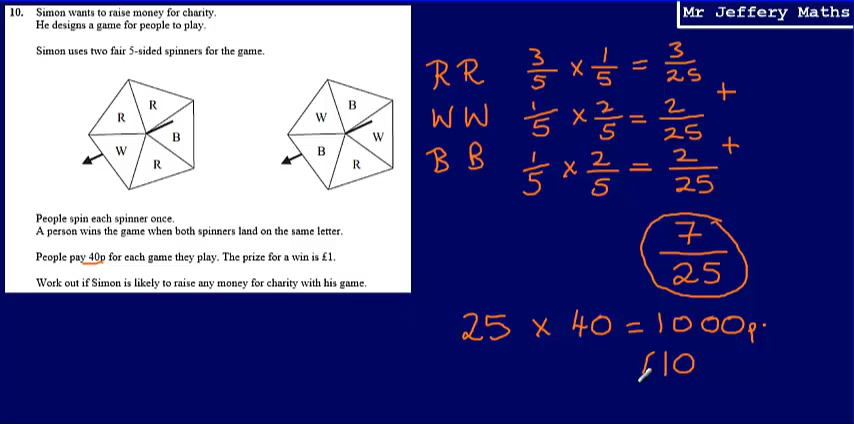 Mr Jeffery Maths
10. Simon wants to raise money for charity.
He designs a game for people to play.
Simon uses two fair 5-sided spinners for the game.
R
R
B
W
R
B
W
W
B
R
People spin each spinner once.
A person wins the game when both spinners land on the same letter.
People pay 40p for each game they play. The prize for a win is £1.
Work out if Simon is likely to raise any money for charity with his game.
R R 3/5 × 1/5 = 3/25 +
W W 1/5 × 2/5 = 2/25 +
B B 1/5 × 2/5 = 2/25
7/25
25 × 40 = 1000p.
£10